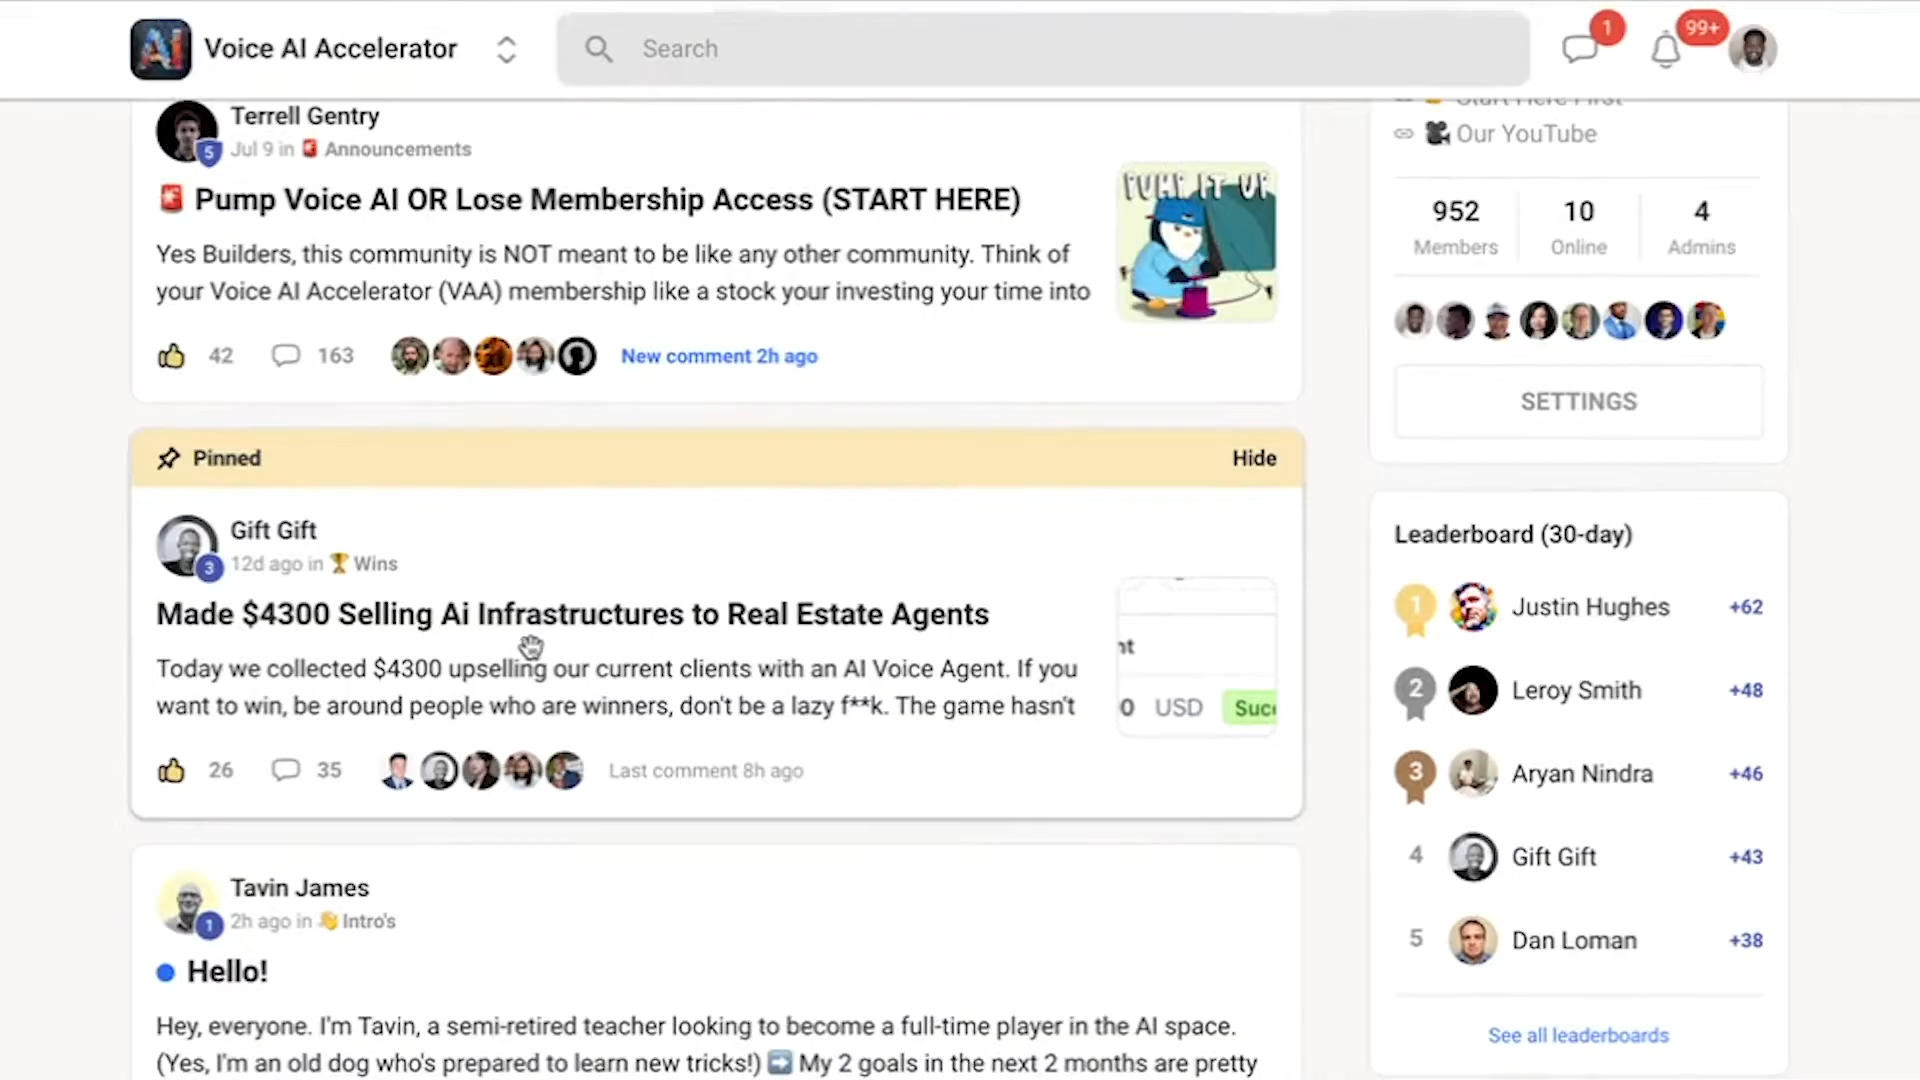 AI Voice AI Accelerator
Search
1
99+
Terrell Gentry
5
Jul 9 in Announcements
Pump Voice AI OR Lose Membership Access (START HERE)
Yes Builders, this community is NOT meant to be like any other community. Think of
your Voice AI Accelerator (VAA) membership like a stock your investing your time into
42
163
New comment 2h ago
PUMP IT UP
Pinned
Hide
Gift Gift
3
12d ago in Wins
Made $4300 Selling Ai Infrastructures to Real Estate Agents
Today we collected $4300 upselling our current clients with an AI Voice Agent. If you
want to win, be around people who are winners, don't be a lazy f**k. The game hasn't
nt
0 USD Succ
26
35
Last comment 8h ago
Tavin James
1
2h ago in Intro's
Hello!
Hey, everyone. I'm Tavin, a semi-retired teacher looking to become a full-time player in the AI space.
(Yes, I'm an old dog who's prepared to learn new tricks!) My 2 goals in the next 2 months are pretty
Start Here First
Our YouTube
952 10 4
Members Online Admins
SETTINGS
Leaderboard (30-day)
1 Justin Hughes +62
2 Leroy Smith +48
3 Aryan Nindra +46
4 Gift Gift +43
5 Dan Loman +38
See all leaderboards